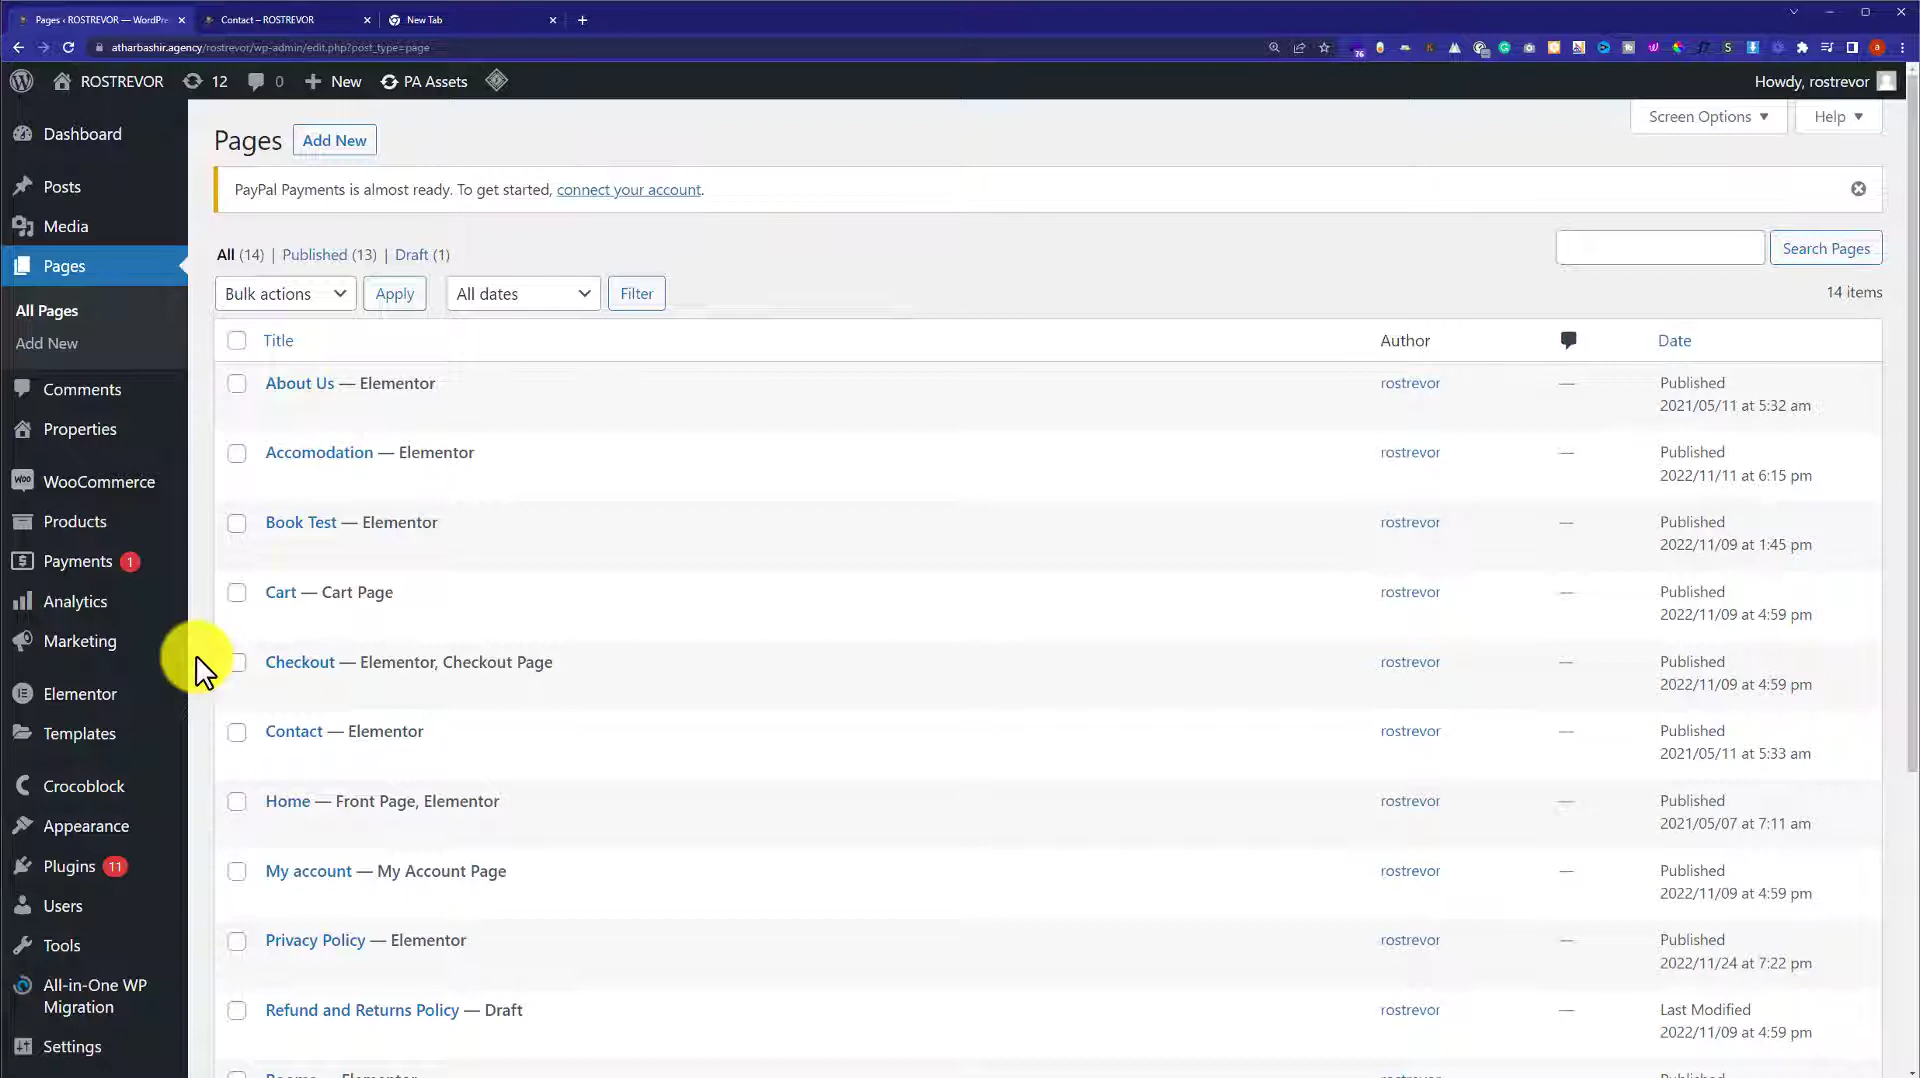 Pages ‹ ROSTREVOR — WordPre
Contact – ROSTREVOR
New Tab
atharbashir.agency/rostrevor/wp-admin/edit.php?post_type=page
76
ROSTREVOR
12
0
New
PA Assets
Howdy, rostrevor
Dashboard
Posts
Media
Pages
All Pages
Add New
Comments
Properties
WooCommerce
Products
Payments 1
Analytics
Marketing
Elementor
Templates
Crocoblock
Appearance
Plugins 11
Users
Tools
All-in-One WP
Migration
Settings
Screen Options
Help
Pages
Add New
PayPal Payments is almost ready. To get started, connect your account.
All (14) | Published (13) | Draft (1)
Search Pages
Bulk actions
Apply
All dates
Filter
14 items
Title Author Date
About Us — Elementor rostrevor — Published
2021/05/11 at 5:32 am
Accomodation — Elementor rostrevor — Published
2022/11/11 at 6:15 pm
Book Test — Elementor rostrevor — Published
2022/11/09 at 1:45 pm
Cart — Cart Page rostrevor — Published
2022/11/09 at 4:59 pm
Checkout — Elementor, Checkout Page rostrevor — Published
2022/11/09 at 4:59 pm
Contact — Elementor rostrevor — Published
2021/05/11 at 5:33 am
Home — Front Page, Elementor rostrevor — Published
2021/05/07 at 7:11 am
My account — My Account Page rostrevor — Published
2022/11/09 at 4:59 pm
Privacy Policy — Elementor rostrevor — Published
2022/11/24 at 7:22 pm
Refund and Returns Policy — Draft rostrevor — Last Modified
2022/11/09 at 4:59 pm